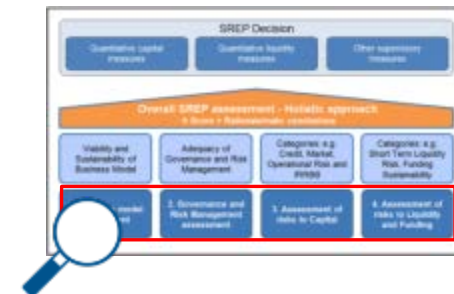 SREP Decision
Quantitative capital
measures
Quantitative liquidity
measures
Other supervisory
measures
Overall SREP assessment - Holistic approach
Viability and
Sustainability of
Business Model
Adequacy of
Governance and Risk
Management
Categories: e.g.
Credit, Market,
Operational Risk and
IRRBB
Categories: e.g.
Short Term Liquidity
Risk, Funding
Sustainability
model
2. Governance and
Risk Management
assessment
3. Assessment of
risks to Capital
4. Assessment of
risks to Liquidity
and Funding